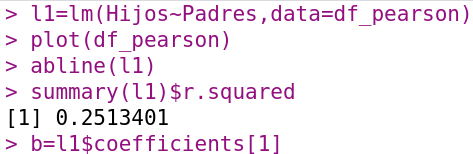 > l1=lm(Hijos~Padres,data=df_pearson)
> plot(df_pearson)
> abline(l1)
> summary(l1)$r.squared
[1] 0.2513401
> b=l1$coefficients[1]